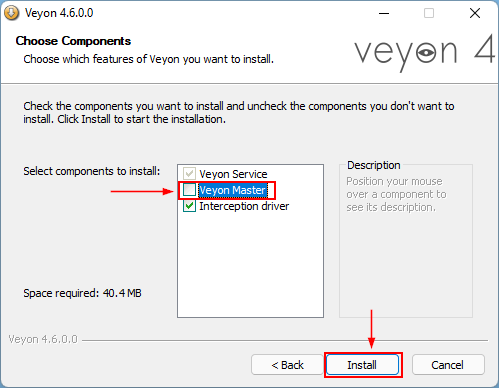 Veyon 4.6.0.0
Choose Components
Choose which features of Veyon you want to install.
veyon 4
Check the components you want to install and uncheck the components you don't want to
install. Click Install to start the installation.
Select components to install:
Veyon Service
Veyon Master
Interception driver
Description
Position your mouse
over a component to
see its description.
Space required: 40.4 MB
Veyon 4.6.0.0
< Back
Install
Cancel